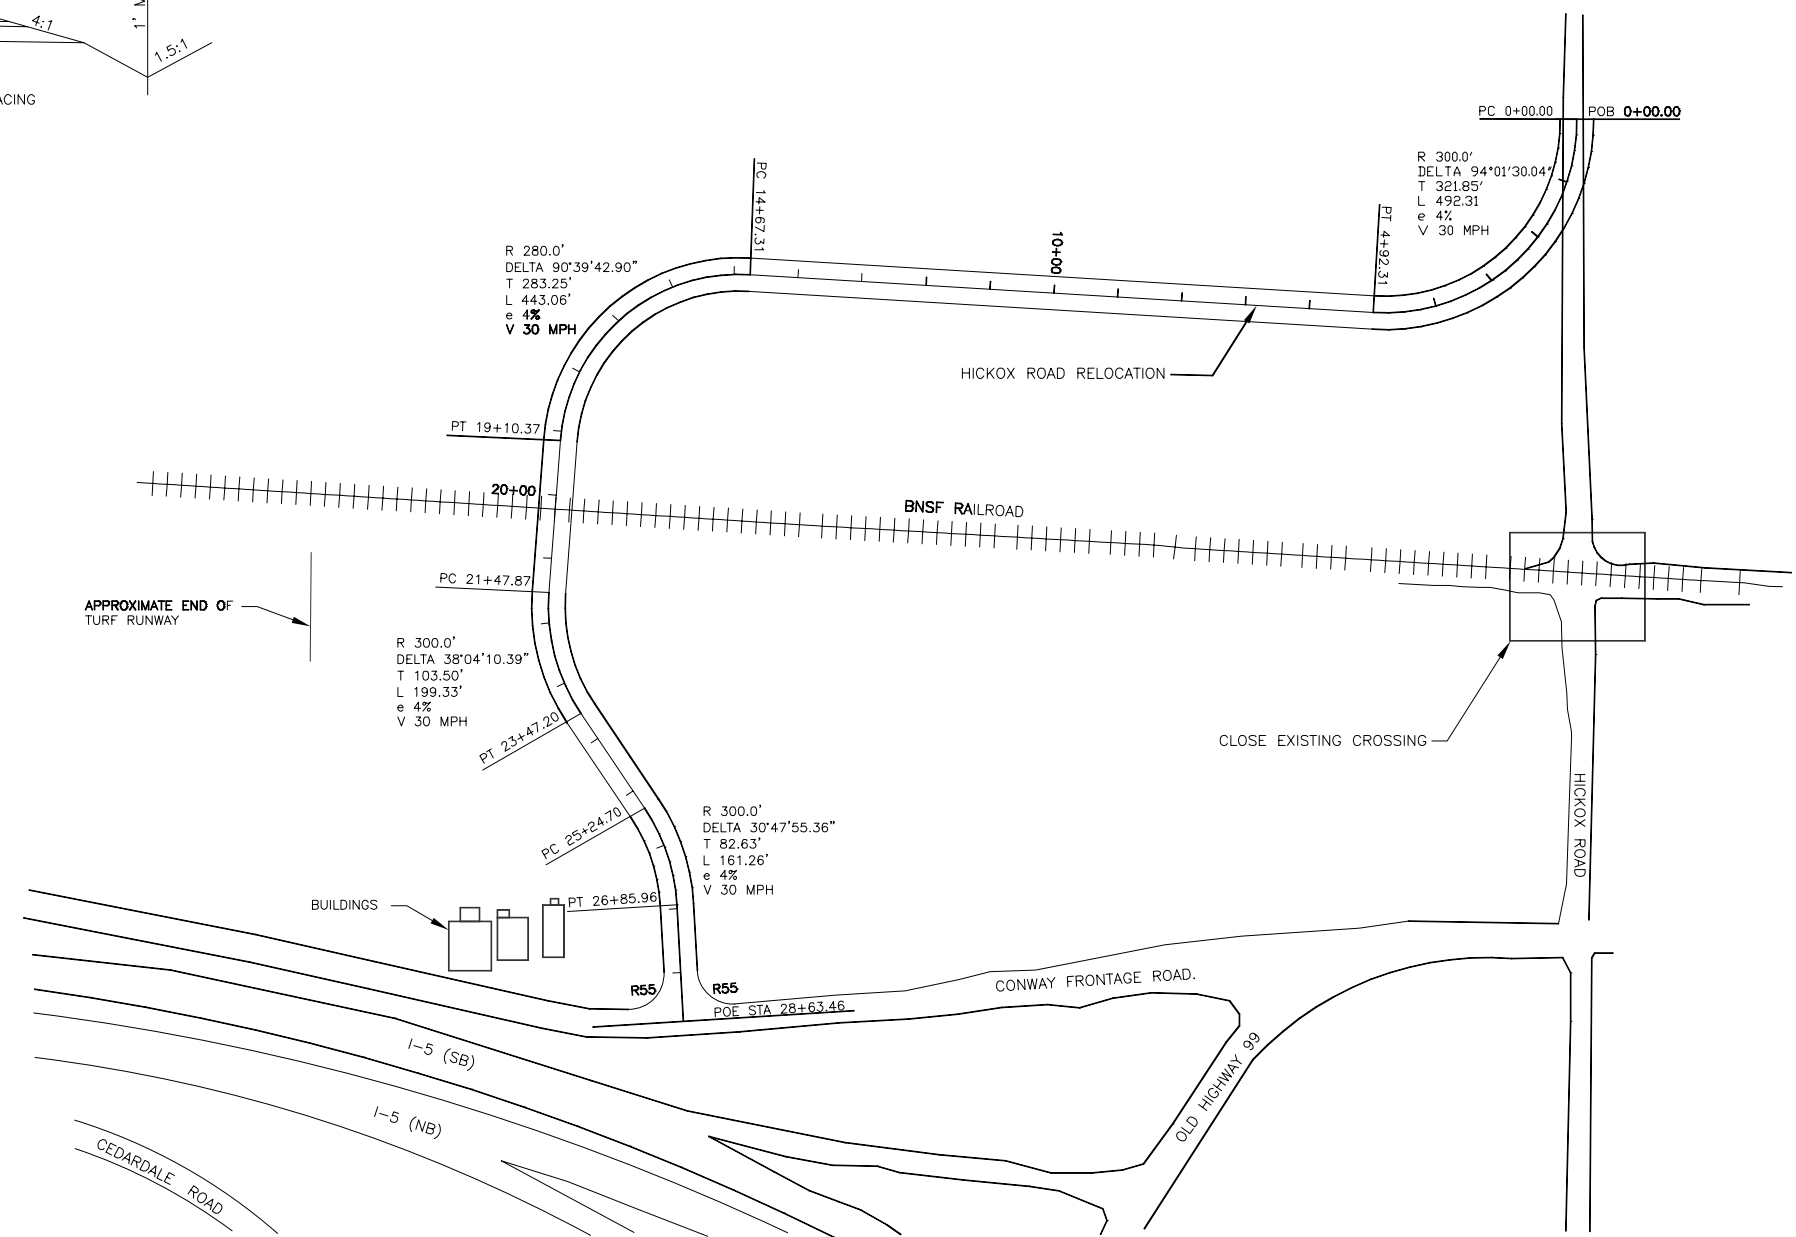 4:1
1' M
1.5:1
ACING
PC 0+00.00
POB 0+00.00
R 300.0'
DELTA 94°01'30.04"
T 321.85'
L 492.31
e 4%
V 30 MPH
PT 4+92.31
PC 14+67.31
10+00
R 280.0'
DELTA 90°39'42.90"
T 283.25'
L 443.06'
e 4%
V 30 MPH
HICKOX ROAD RELOCATION
PT 19+10.37
20+00
BNSF RAILROAD
PC 21+47.87
APPROXIMATE END OF
TURF RUNWAY
R 300.0'
DELTA 38°04'10.39"
T 103.50'
L 199.33'
e 4%
V 30 MPH
PT 23+47.20
CLOSE EXISTING CROSSING
HICKOX ROAD
PC 25+24.70
R 300.0'
DELTA 30°47'55.36"
T 82.63'
L 161.26'
e 4%
V 30 MPH
BUILDINGS
PT 26+85.96
R55
R55
POE STA 28+63.46
CONWAY FRONTAGE ROAD.
I-5 (SB)
I-5 (NB)
OLD HIGHWAY 99
CEDARDALE ROAD